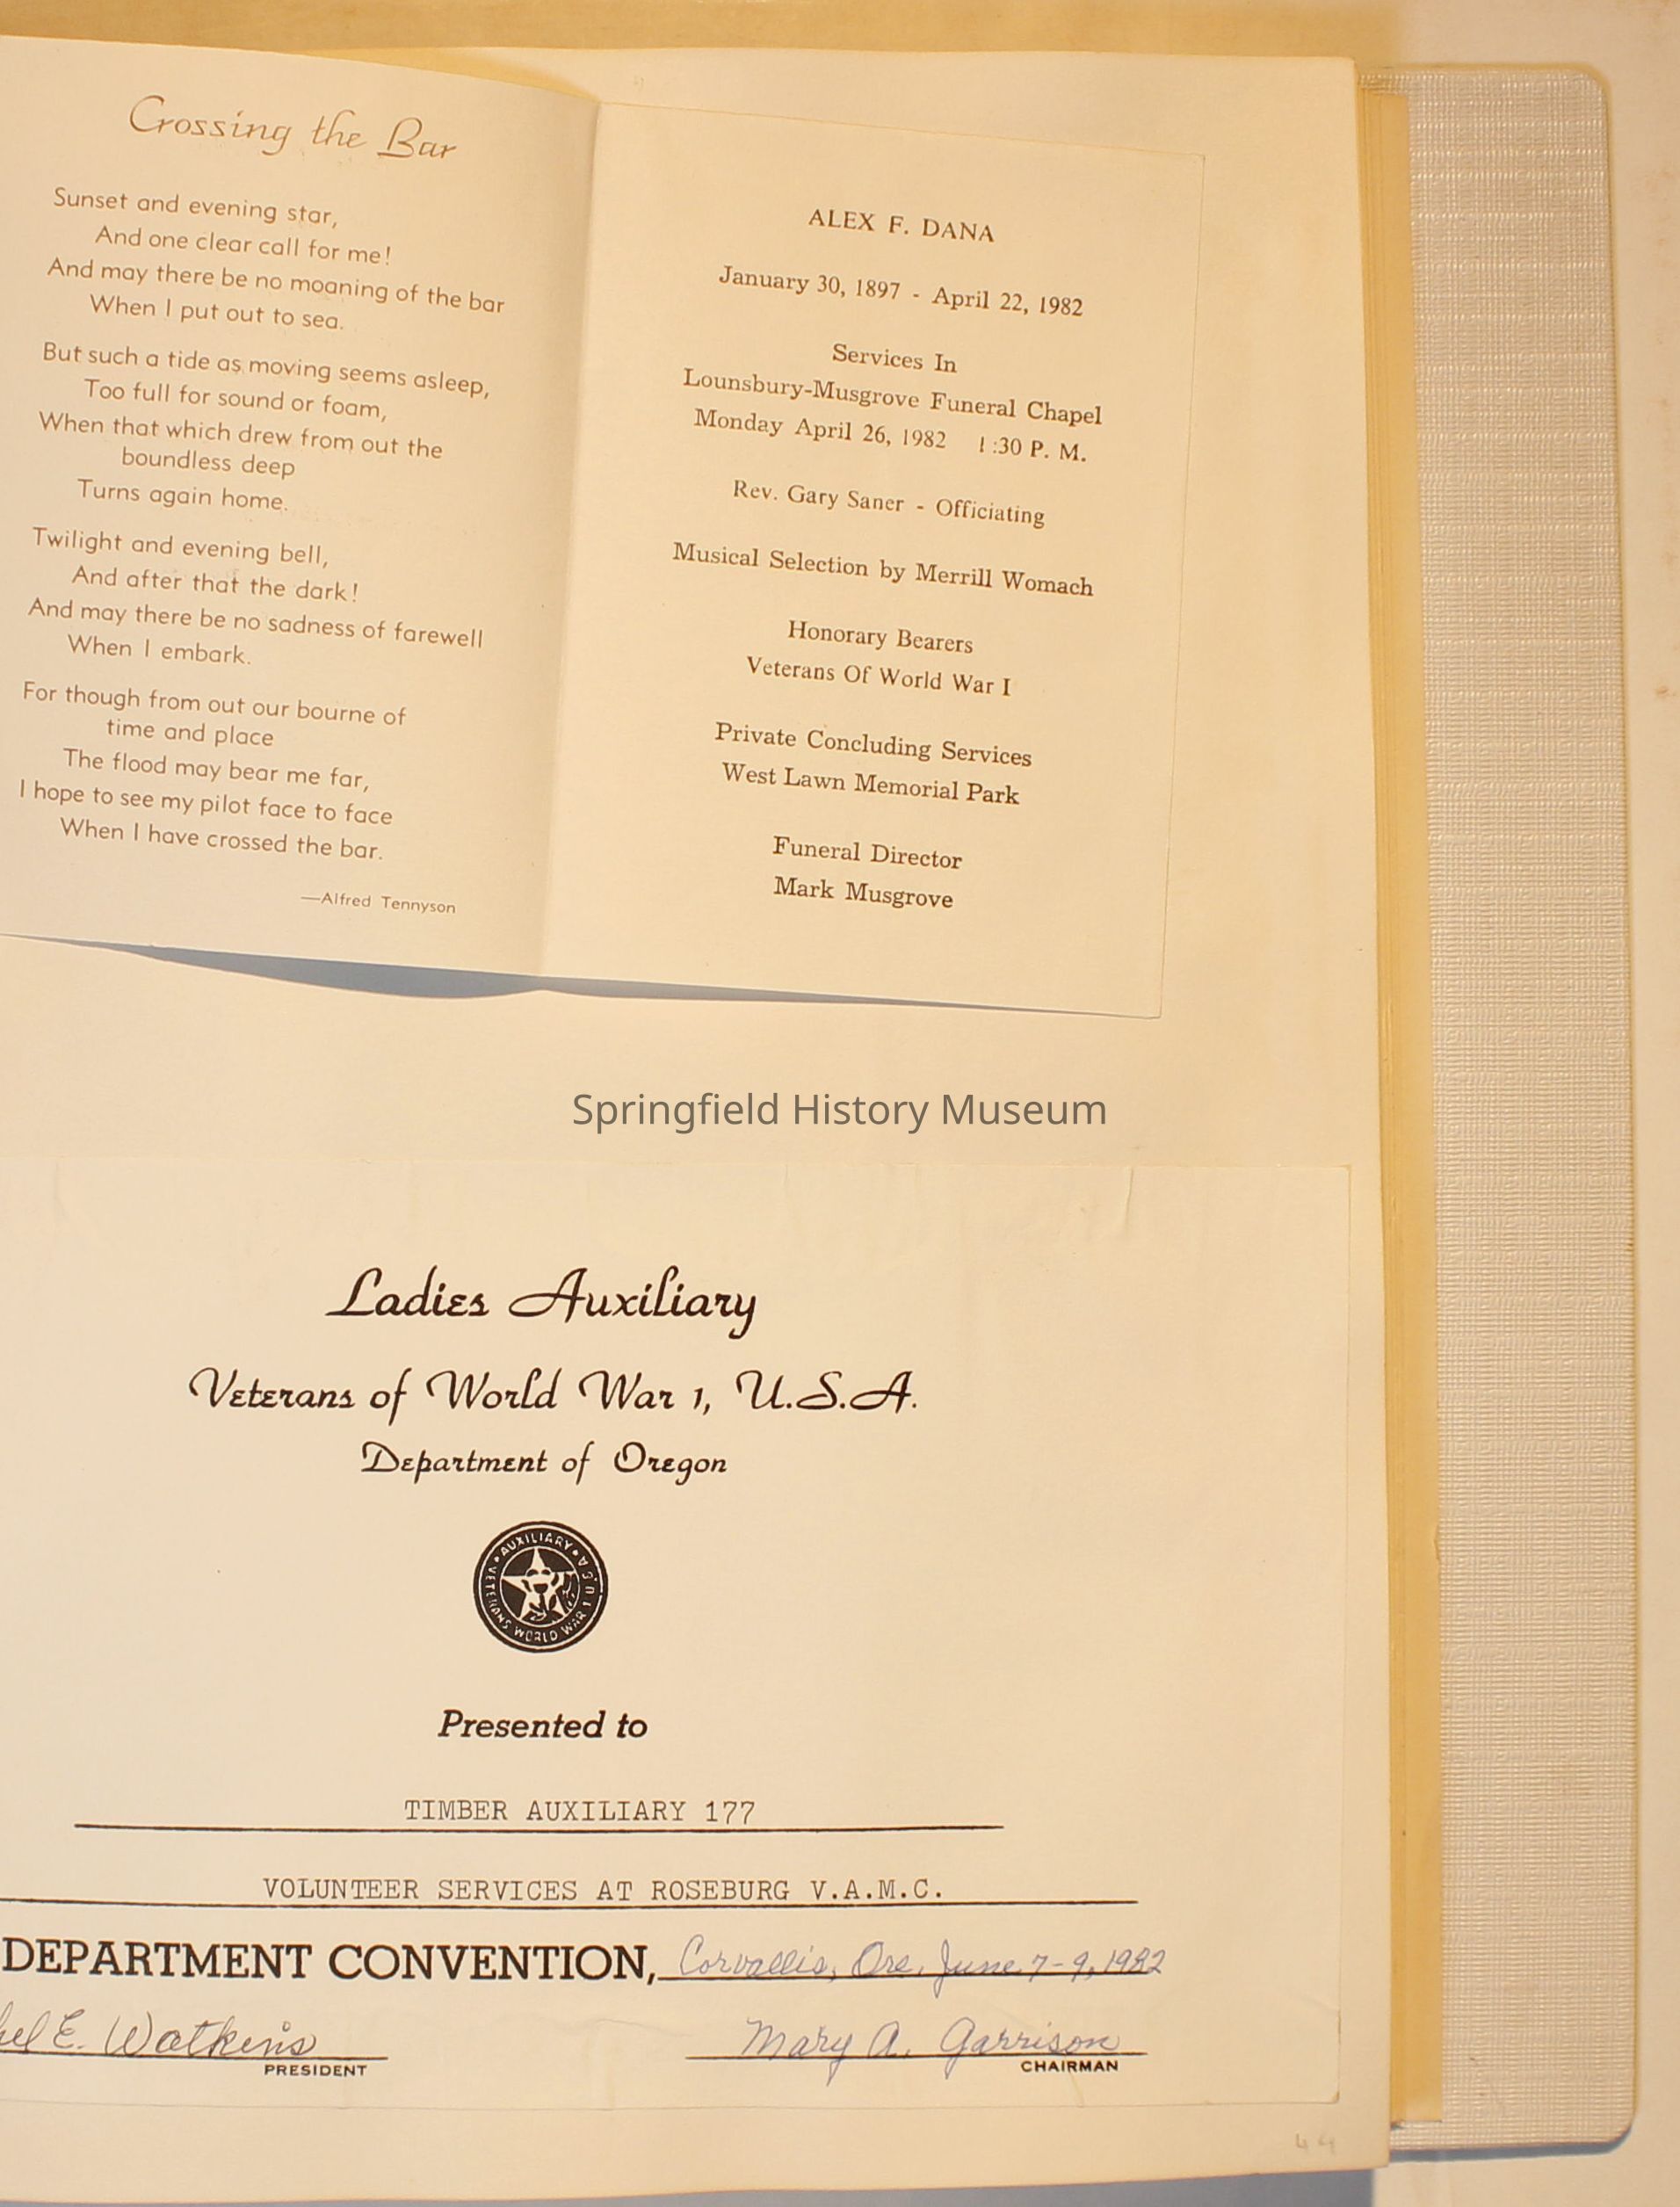 Crossing the Bar
Sunset and evening star,
And one clear call for me!
And may there be no moaning of the bar
When I put out to sea.
But such a tide as moving seems asleep,
Too full for sound or foam,
When that which drew from out the
boundless deep
Turns again home.
Twilight and evening bell,
And after that the dark!
And may there be no sadness of farewell
When I embark.
For though from out our bourne of
time and place
The flood may bear me far,
I hope to see my pilot face to face
When I have crossed the bar.
—Alfred Tennyson
ALEX F. DANA
January 30, 1897 - April 22, 1982
Services In
Lounsbury-Musgrove Funeral Chapel
Monday April 26, 1982 1:30 P. M.
Rev. Gary Saner - Officiating
Musical Selection by Merrill Womach
Honorary Bearers
Veterans Of World War I
Private Concluding Services
West Lawn Memorial Park
Funeral Director
Mark Musgrove
Springfield History Museum
Ladies Auxiliary
Veterans of World War 1, U.S.A.
Department of Oregon
AUXILIARY
VETERANS WORLD WAR 1 U.S.A.
Presented to
TIMBER AUXILIARY 177
VOLUNTEER SERVICES AT ROSEBURG V.A.M.C.
DEPARTMENT CONVENTION, Corvallis, Ore. June 7-9, 1982
E. Watkins
PRESIDENT
Mary A. Garrison
CHAIRMAN
44